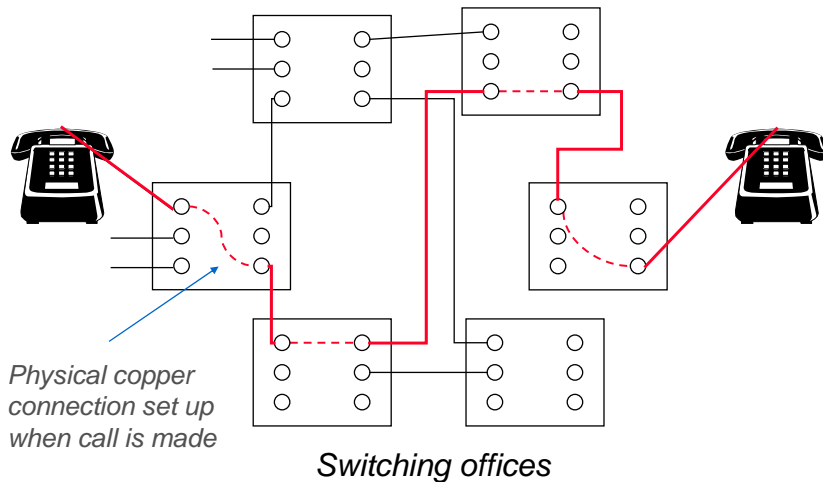 Physical copper
connection set up
when call is made
Switching offices